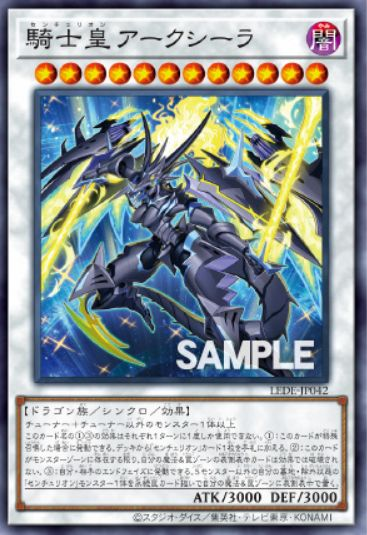 センチュリオン
騎士皇アークシーラ
闇
SAMPLE
LEDE-JP042
【ドラゴン族／シンクロ／効果】
チューナー＋チューナー以外のモンスター1体以上
このカード名の①③の効果はそれぞれ1ターンに1度しか使用できない。①：このカードが特殊
召喚した場合に発動できる。デッキから「センチュリオン」カード1枚を手札に加える。②：このカード
がモンスターゾーンに存在する限り、自分の魔法＆罠ゾーンの表側表示カードは効果では破壊され
ない。③：自分・相手のエンドフェイズに発動できる。5モンスター以外の自分の墓地・除外状態の
「センチュリオン」モンスター1体を永続罠カード扱いで自分の魔法＆罠ゾーンに表側表示で置く。
ATK/3000 DEF/3000
©スタジオ・ダイス／集英社・テレビ東京・KONAMI